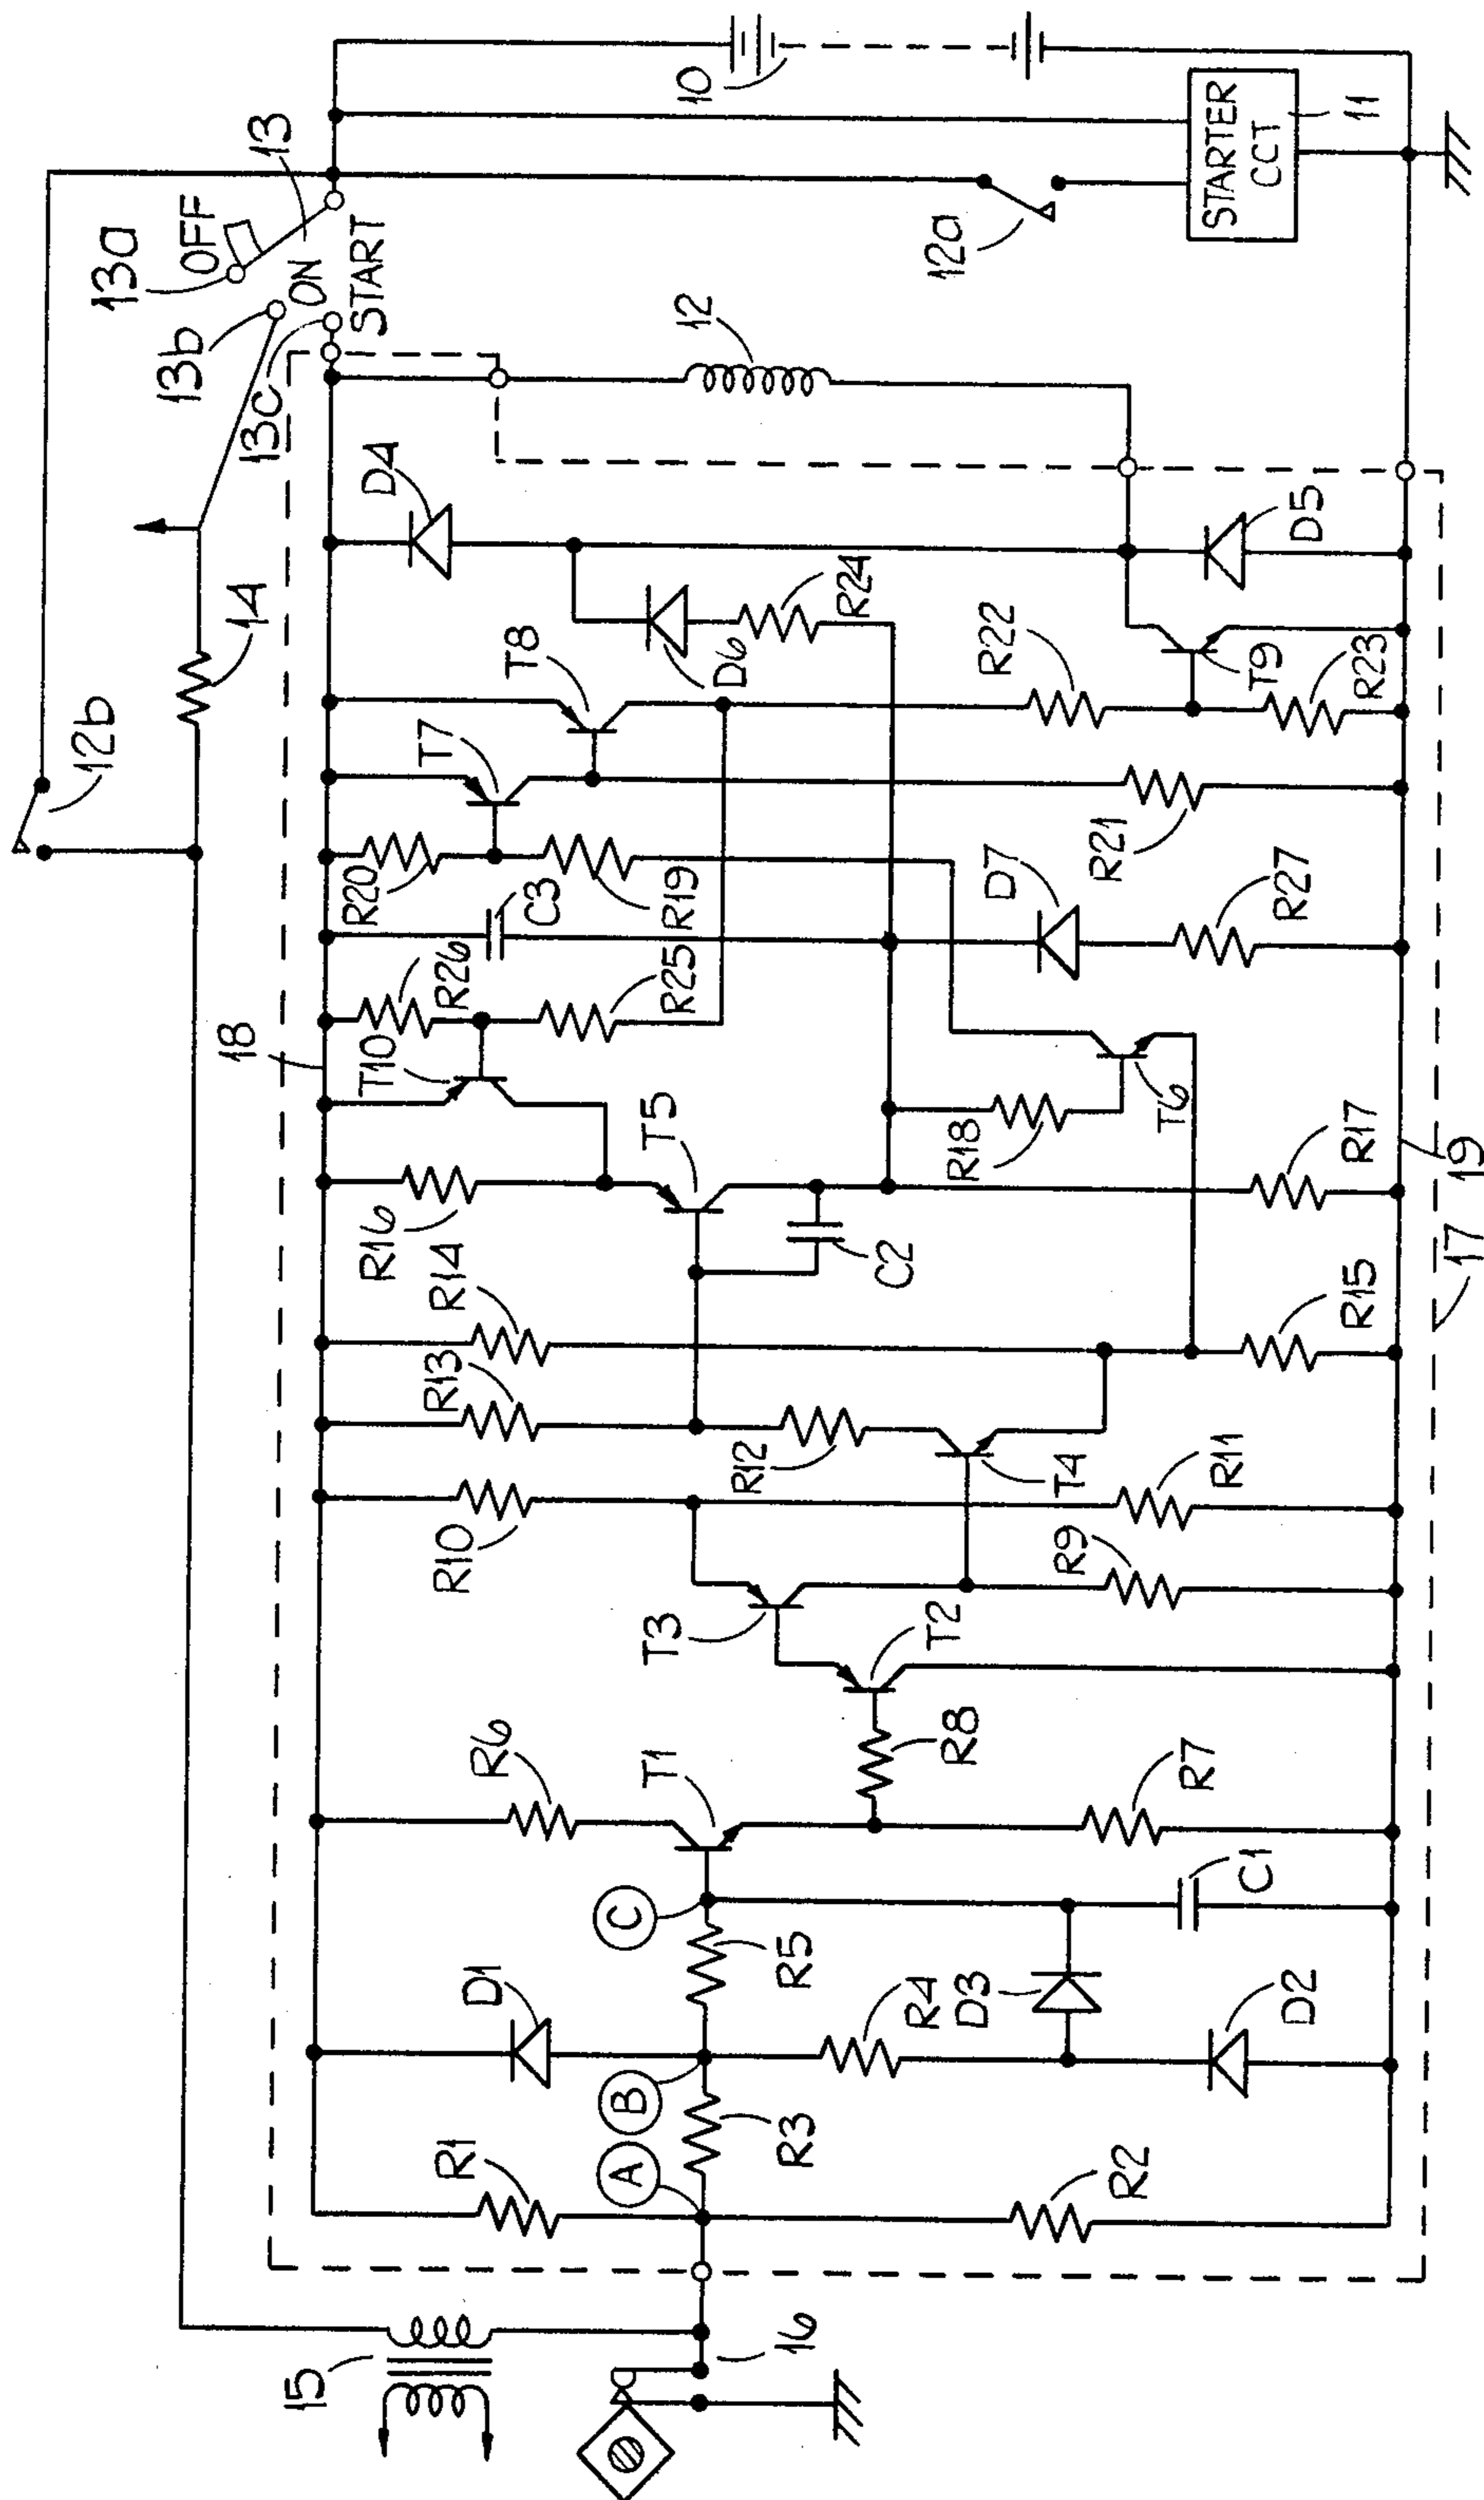 13a
OFF
13
13b
ON
13c
START
10
STARTER
CCT
11
12a
12
12b
14
D4
D5
D6
R24
T8
R22
T9
R23
T7
R20
R19
R21
C3
D7
R27
18
R26
R25
T10
T5
R18
T6
R17
19
17
R16
C2
R14
R13
R15
R12
T4
R10
R11
R9
T3
T2
R8
R6
T1
R7
C
C1
R5
D1
R4
D3
D2
B
A
R3
R1
R2
15
16